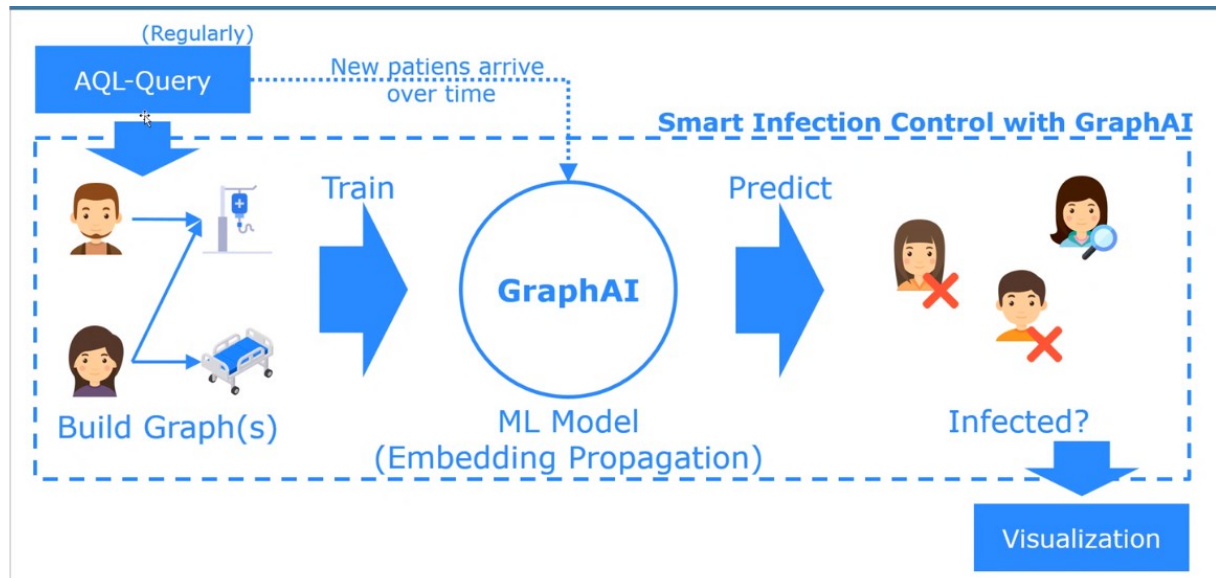 (Regularly)
AQL-Query
New patiens arrive
over time
Smart Infection Control with GraphAI
Train
Predict
GraphAI
Build Graph(s)
ML Model
(Embedding Propagation)
Infected?
Visualization